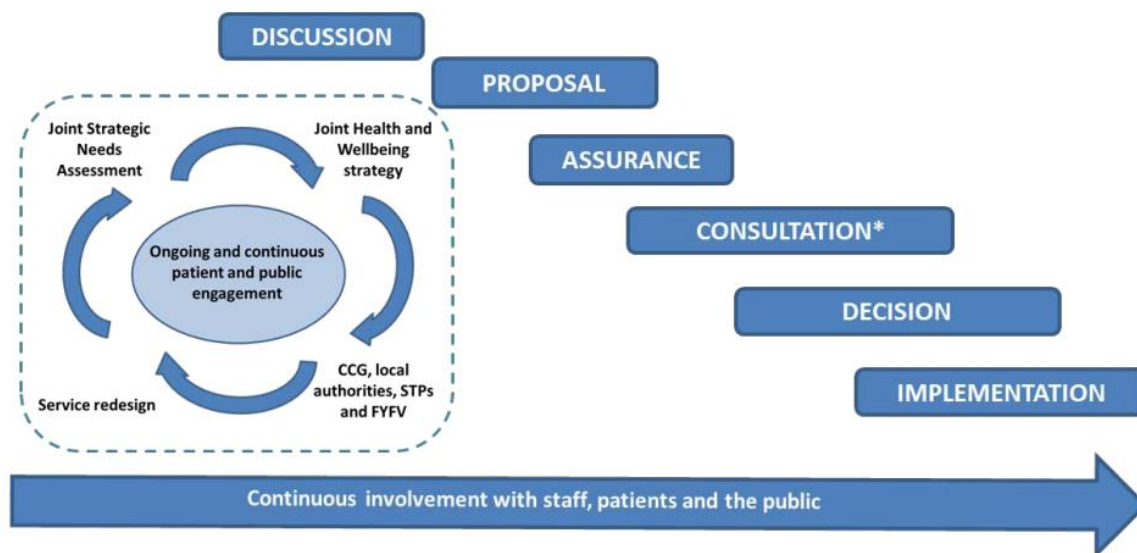 DISCUSSION
PROPOSAL
ASSURANCE
CONSULTATION*
DECISION
IMPLEMENTATION
Joint Strategic
Needs
Assessment
Joint Health and
Wellbeing
strategy
Ongoing and continuous
patient and public
engagement
Service redesign
CCG, local
authorities, STPs
and FYFV
Continuous involvement with staff, patients and the public